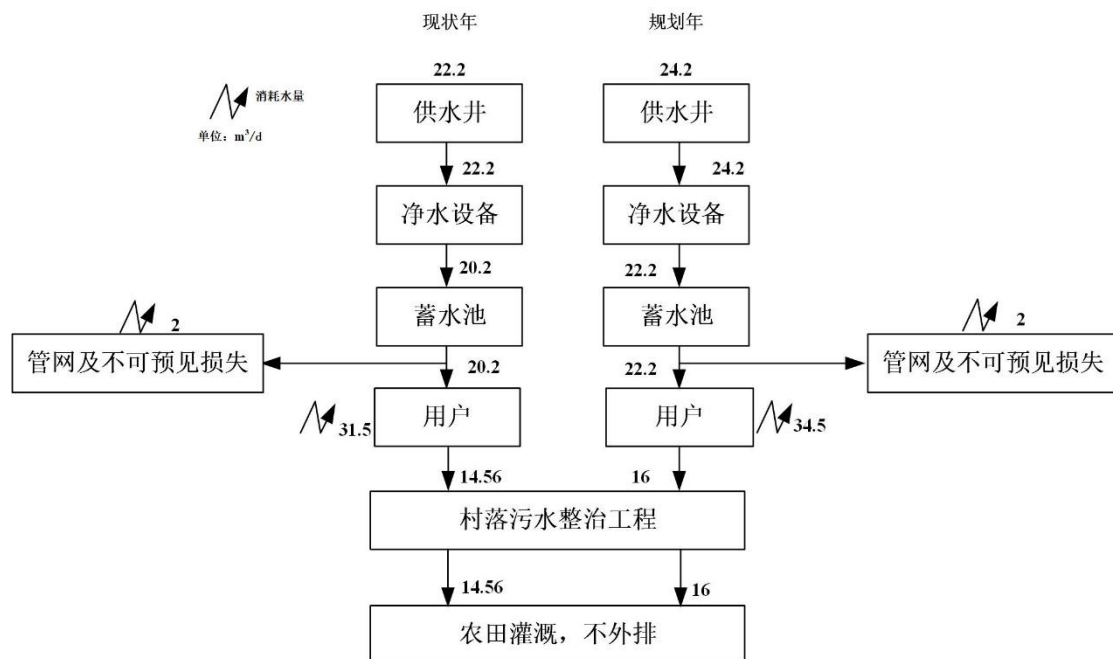 现状年
规划年
22.2
24.2
消耗水量
单位：m³/d
供水井
供水井
22.2
24.2
净水设备
净水设备
20.2
22.2
蓄水池
蓄水池
2
2
管网及不可预见损失
管网及不可预见损失
20.2
22.2
用户
用户
31.5
34.5
14.56
16
村落污水整治工程
14.56
16
农田灌溉，不外排